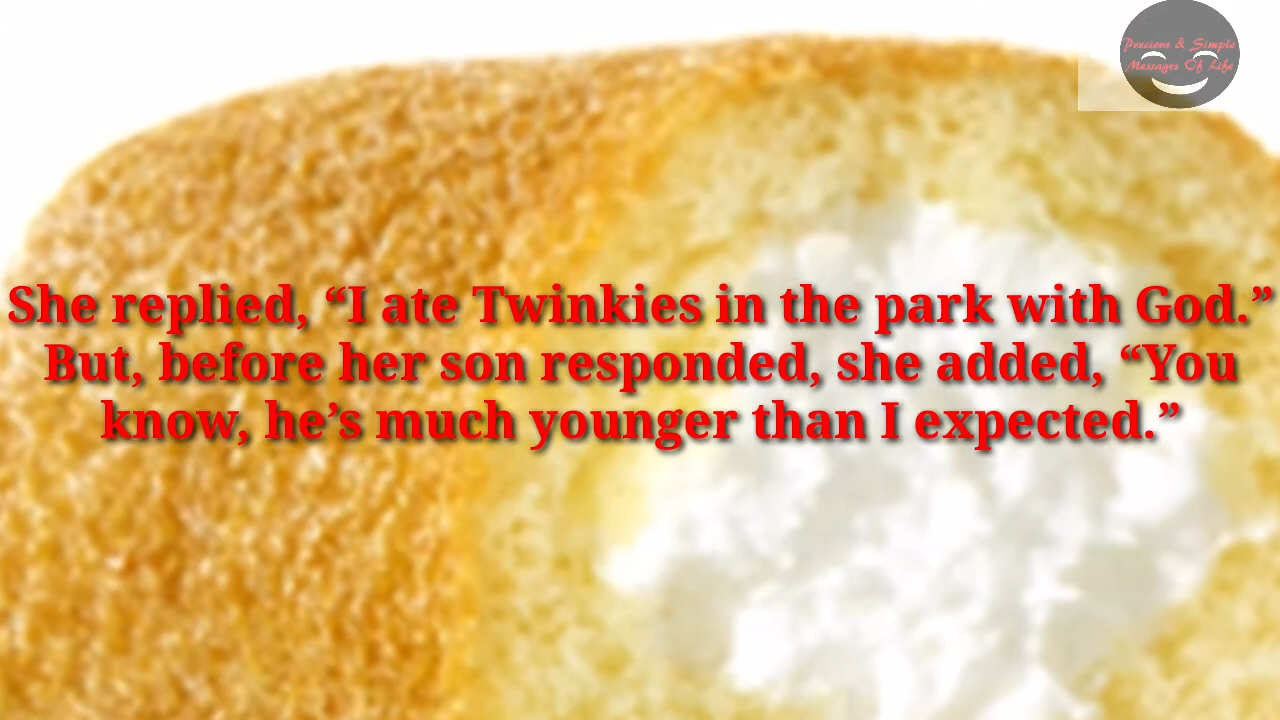 Precious & Simple
Messages Of Life
She replied, “I ate Twinkies in the park with God.”
But, before her son responded, she added, “You
know, he’s much younger than I expected.”